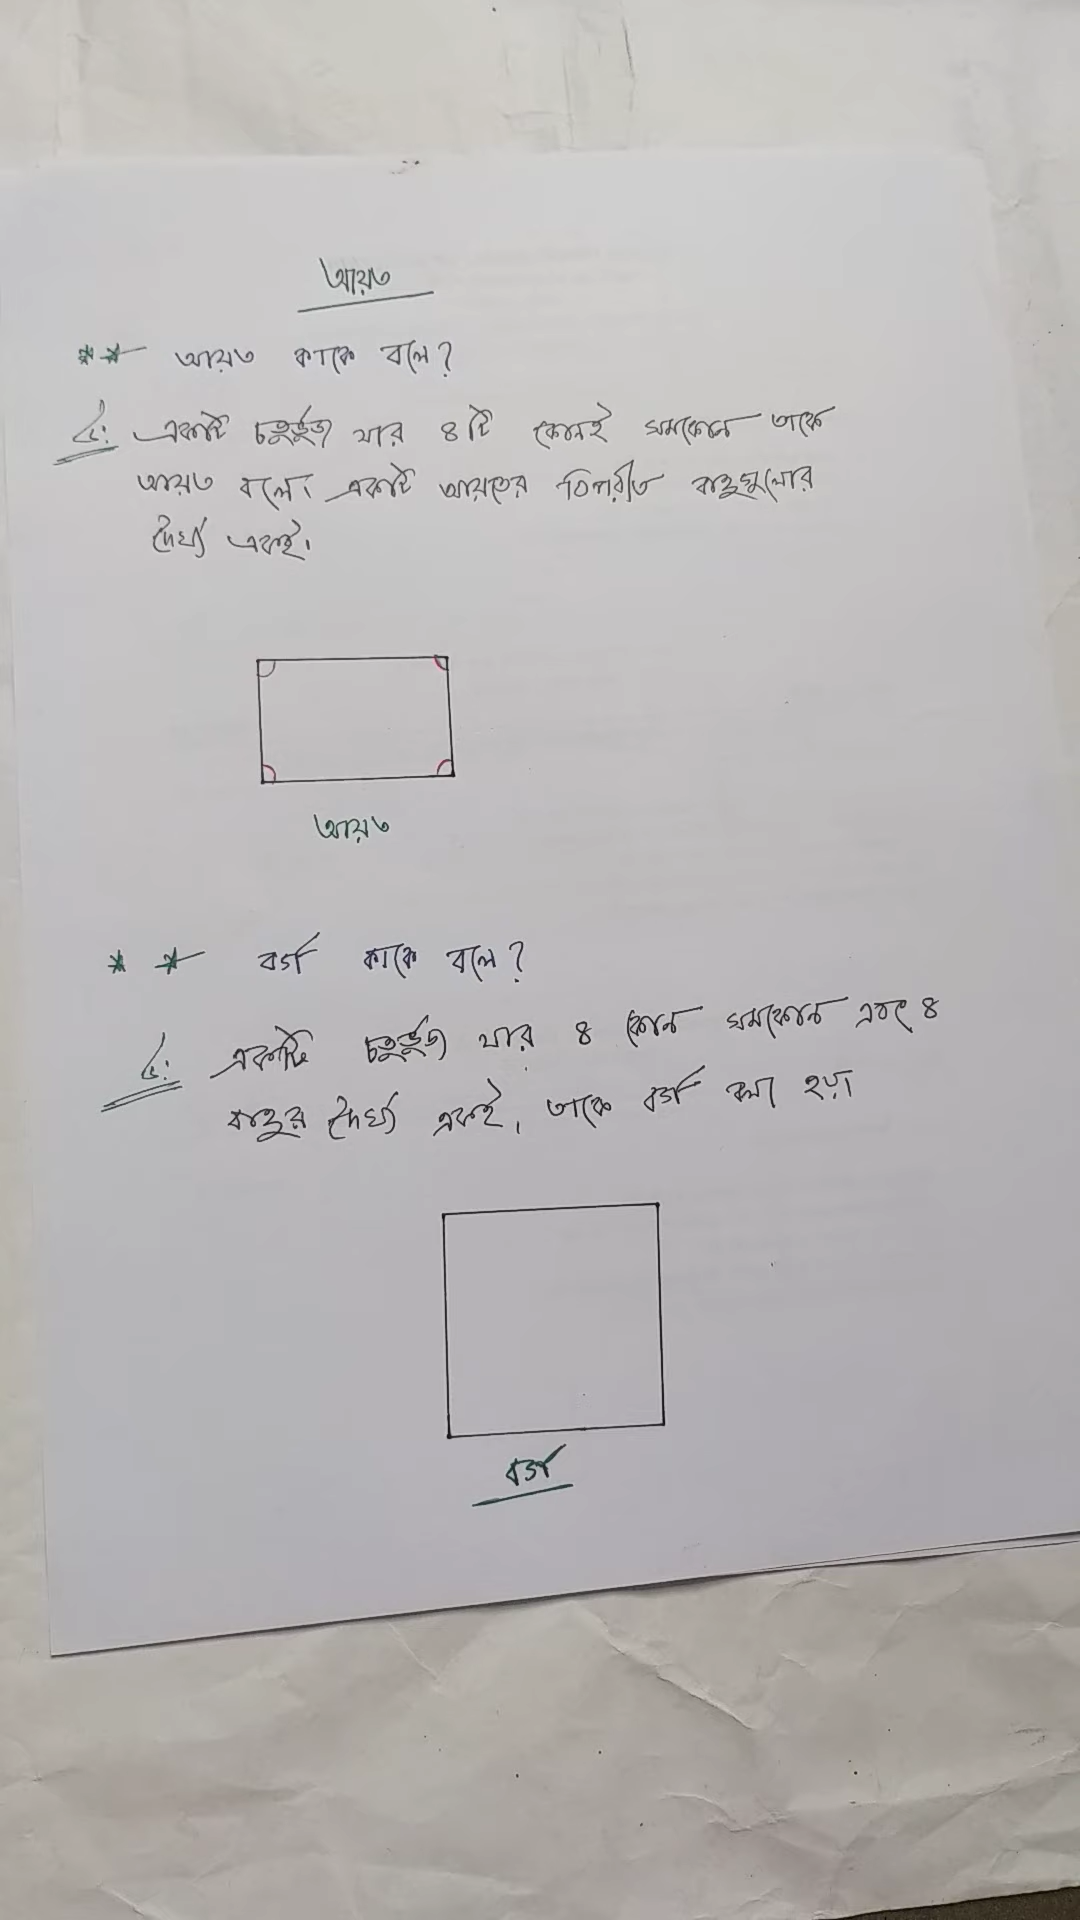 আয়ত
** আয়ত কাকে বলে?
উ: একটি চতুর্ভুজ যার ৪টি কোনই সমকোন তাকে
আয়ত বলে। একটি আয়তের বিপরীত বাহুগুলোর
দৈর্ঘ্য একই।
আয়ত
** বর্গ কাকে বলে?
উ: একটি চতুর্ভুজ যার ৪ কোন সমকোন এবং ৪
বাহুর দৈর্ঘ্য একই, তাকে বর্গ বলা হয়।
বর্গ